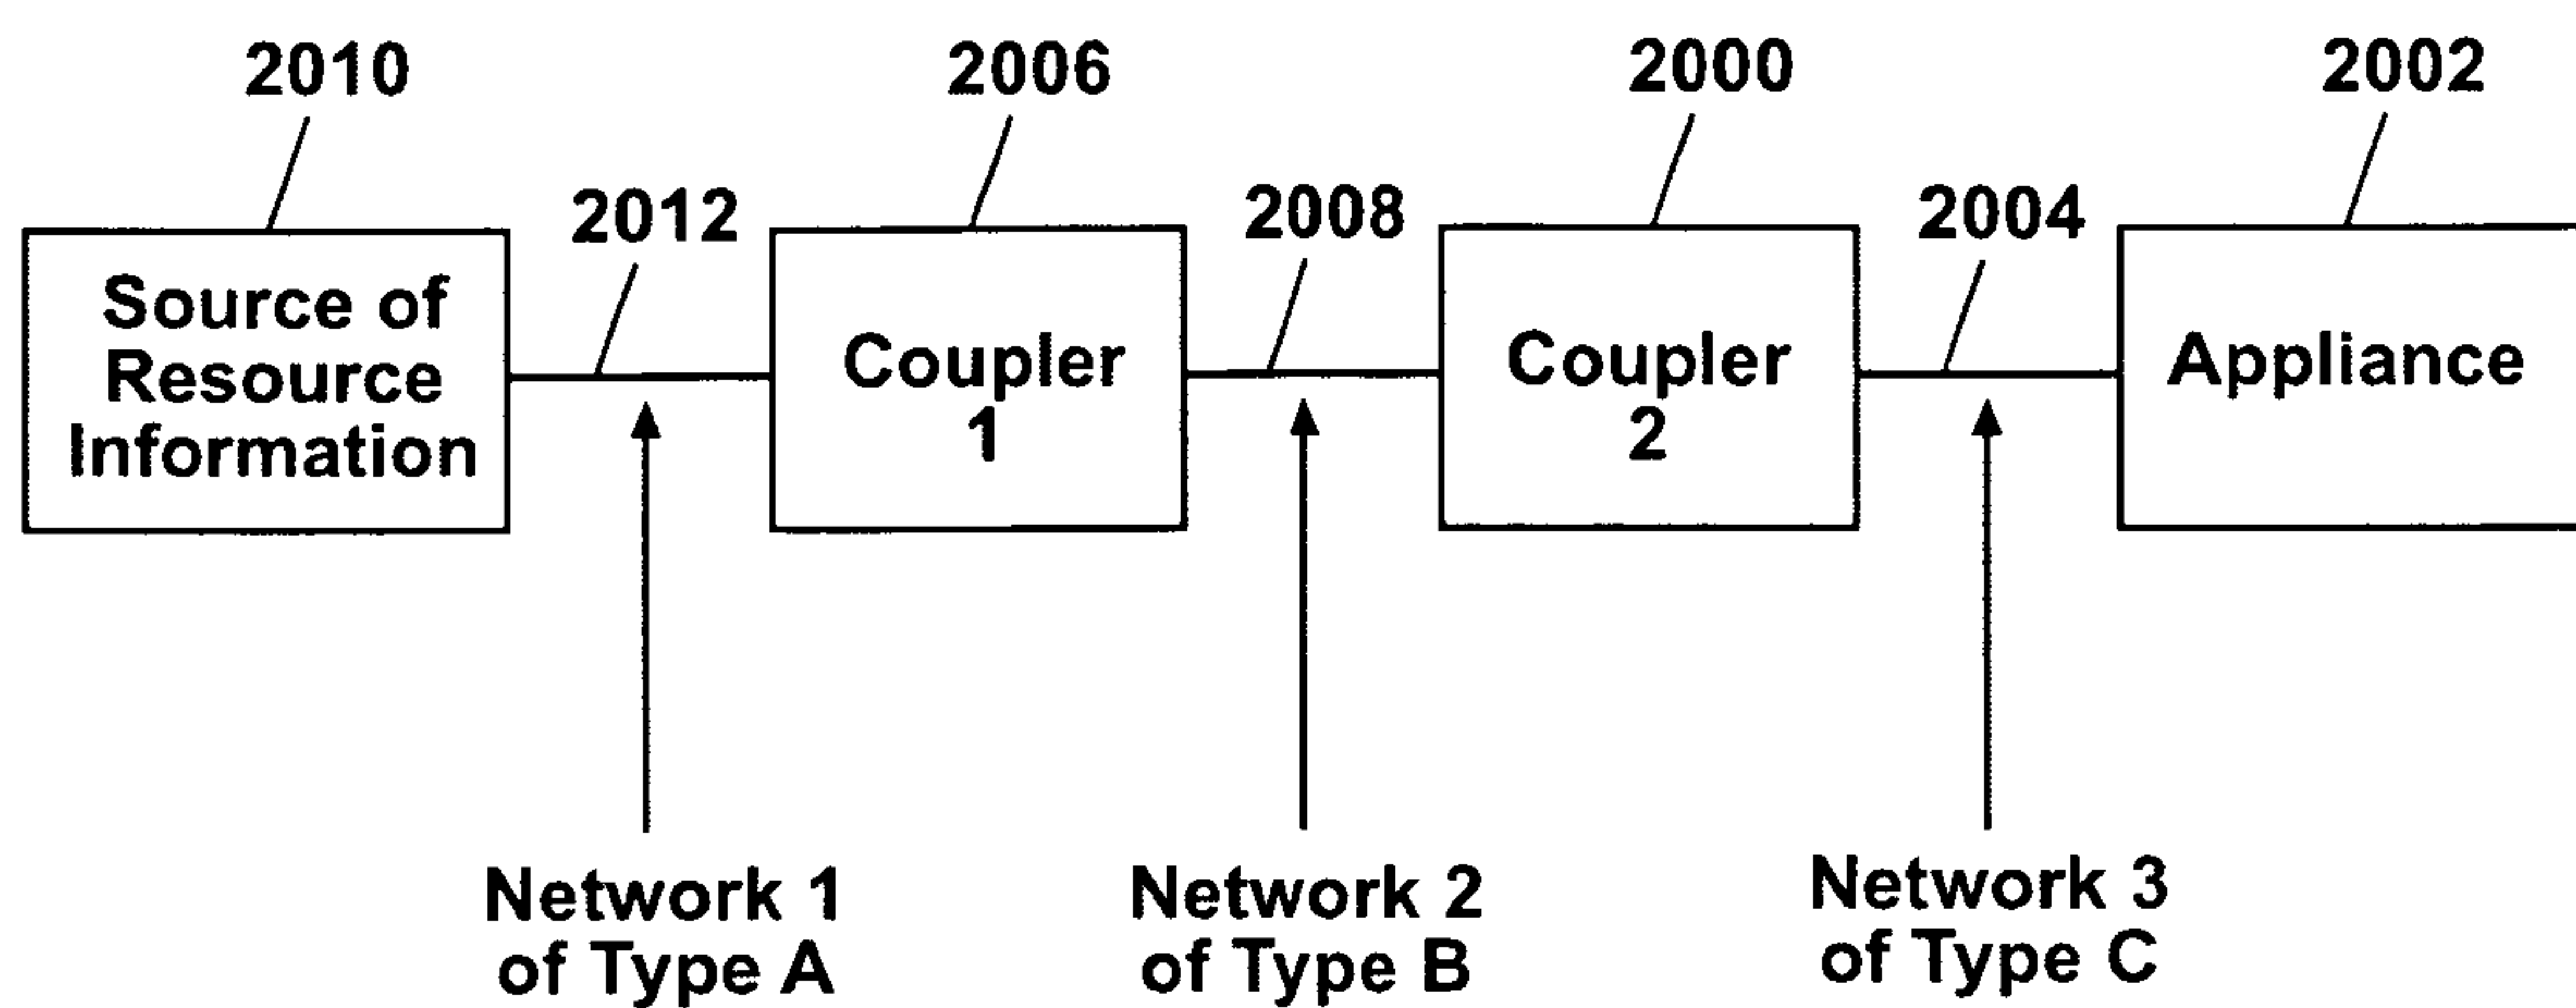 2010
2006
2000
2002
2012
2008
2004
Source of
Resource
Information
Coupler
1
Coupler
2
Appliance
Network 1
of Type A
Network 2
of Type B
Network 3
of Type C